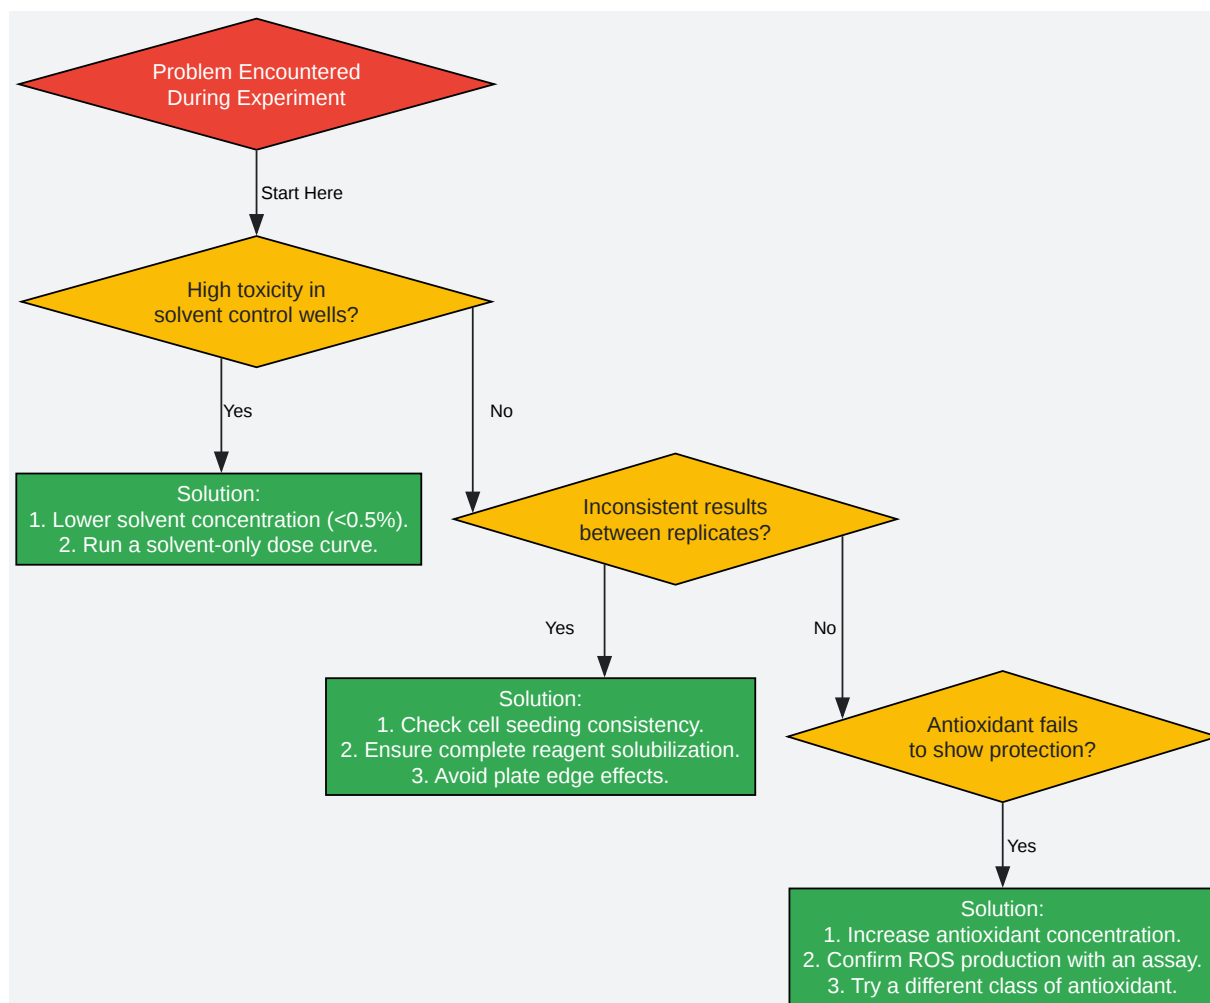 Problem Encountered
During Experiment
Start Here
High toxicity in
solvent control wells?
Yes
No
Solution:
1. Lower solvent concentration (<0.5%).
2. Run a solvent-only dose curve.
Inconsistent results
between replicates?
Yes
No
Solution:
1. Check cell seeding consistency.
2. Ensure complete reagent solubilization.
3. Avoid plate edge effects.
Antioxidant fails
to show protection?
Yes
Solution:
1. Increase antioxidant concentration.
2. Confirm ROS production with an assay.
3. Try a different class of antioxidant.